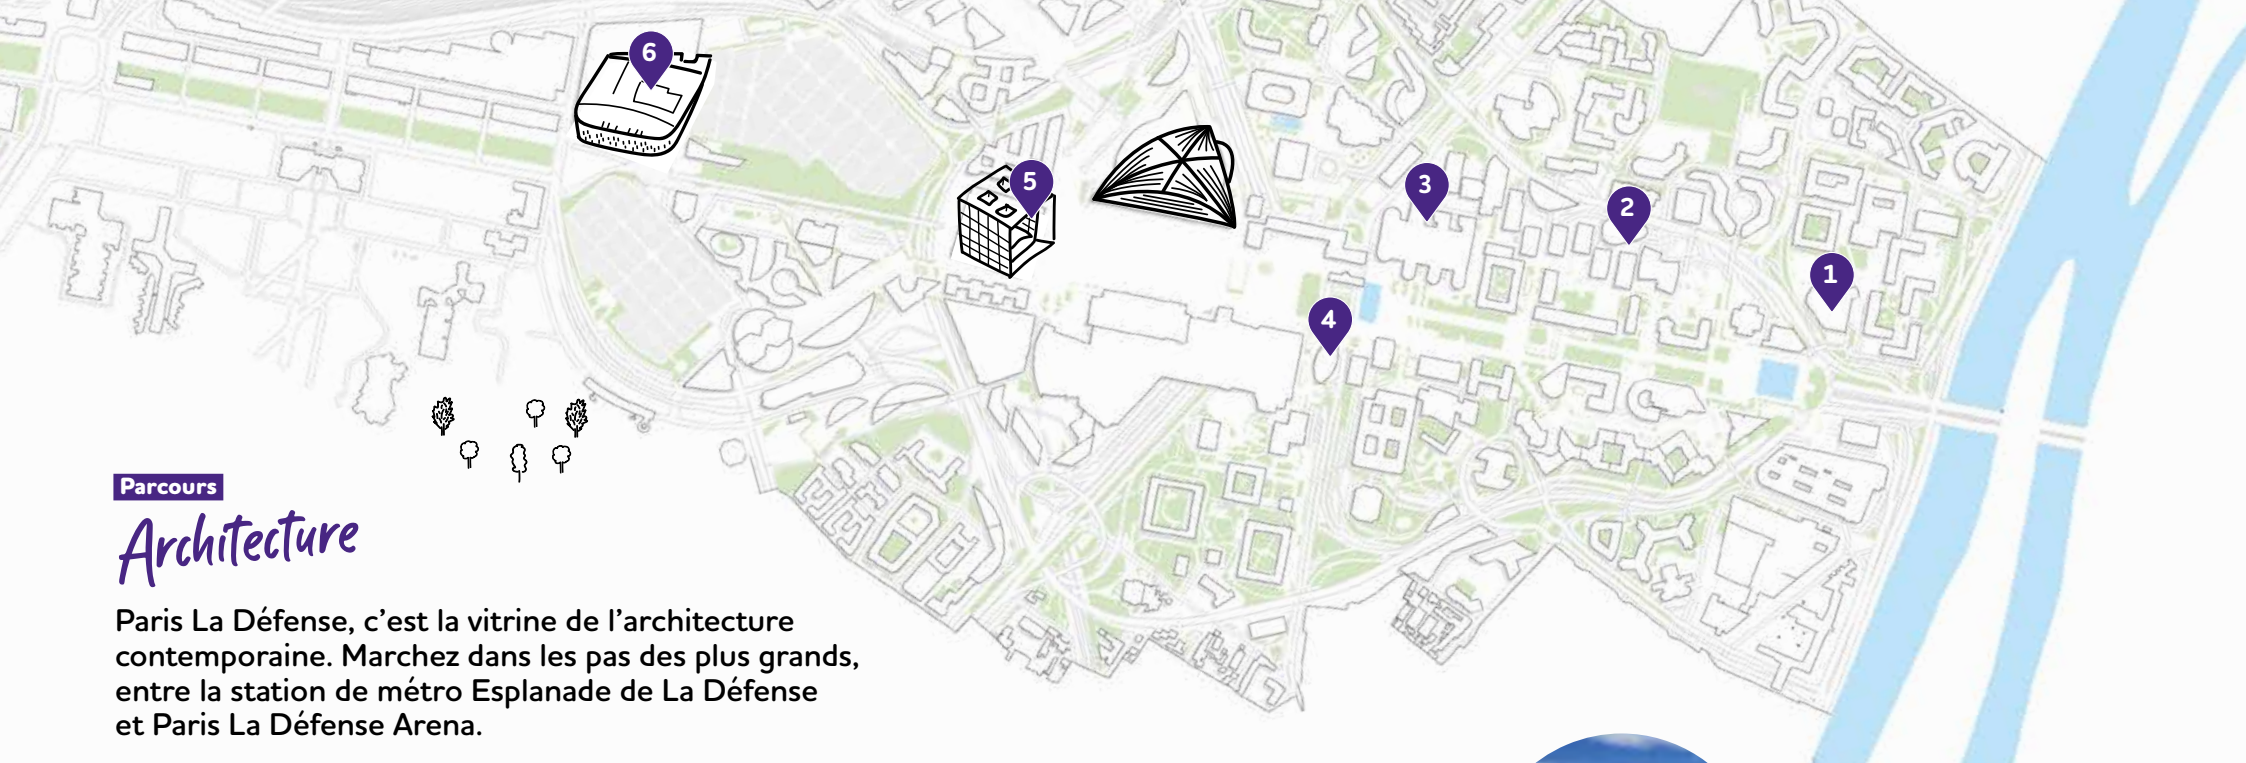 6
5
3
2
1
4
Parcours
Architecture
Paris La Défense, c’est la vitrine de l’architecture
contemporaine. Marchez dans les pas des plus grands,
entre la station de métro Esplanade de La Défense
et Paris La Défense Arena.